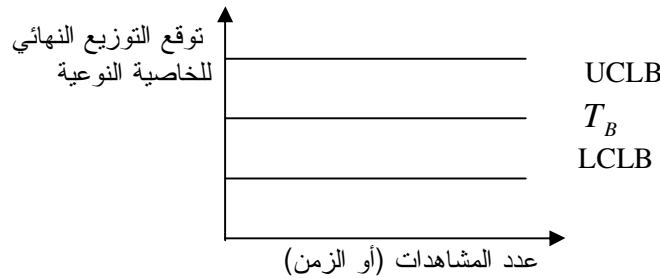 توقع التوزيع النهائي
للخاصية النوعية
UCLB
T_B
LCLB
عدد المشاهدات (أو الزمن)